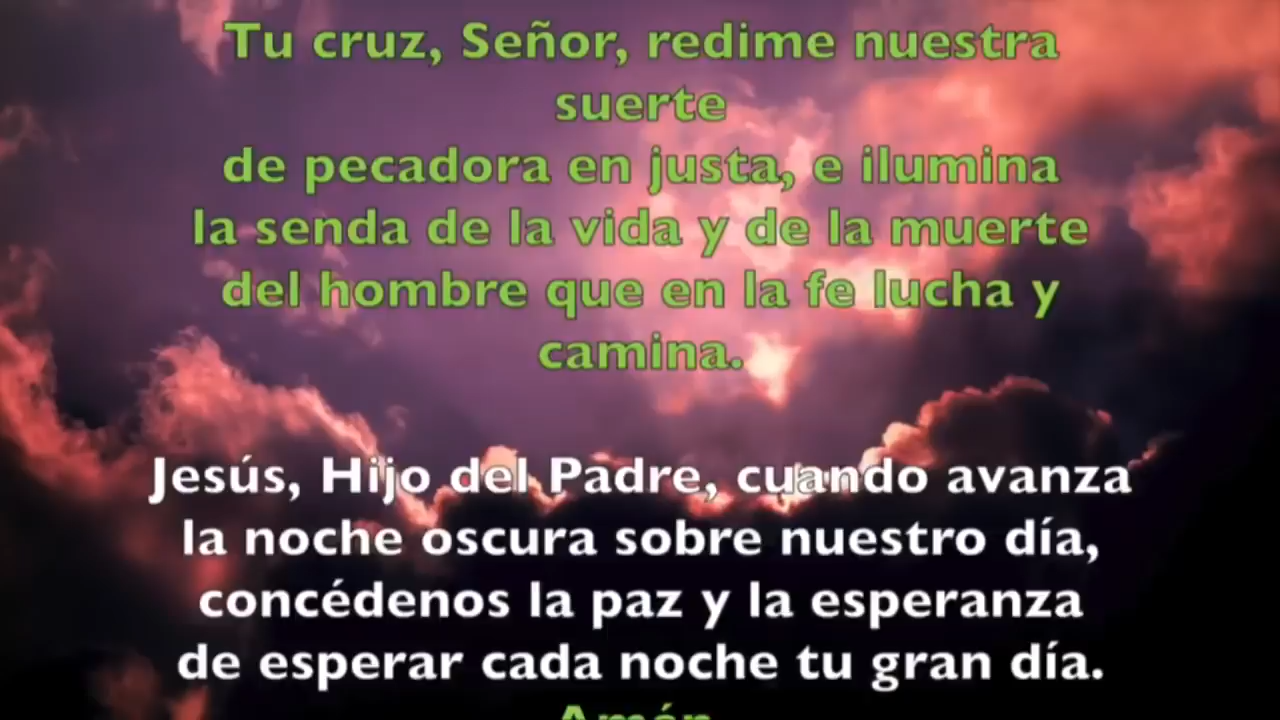 Tu cruz, Señor, redime nuestra
suerte
de pecadora en justa, e ilumina
la senda de la vida y de la muerte
del hombre que en la fe lucha y
camina.
Jesús, Hijo del Padre, cuando avanza
la noche oscura sobre nuestro día,
concédenos la paz y la esperanza
de esperar cada noche tu gran día.
Amén